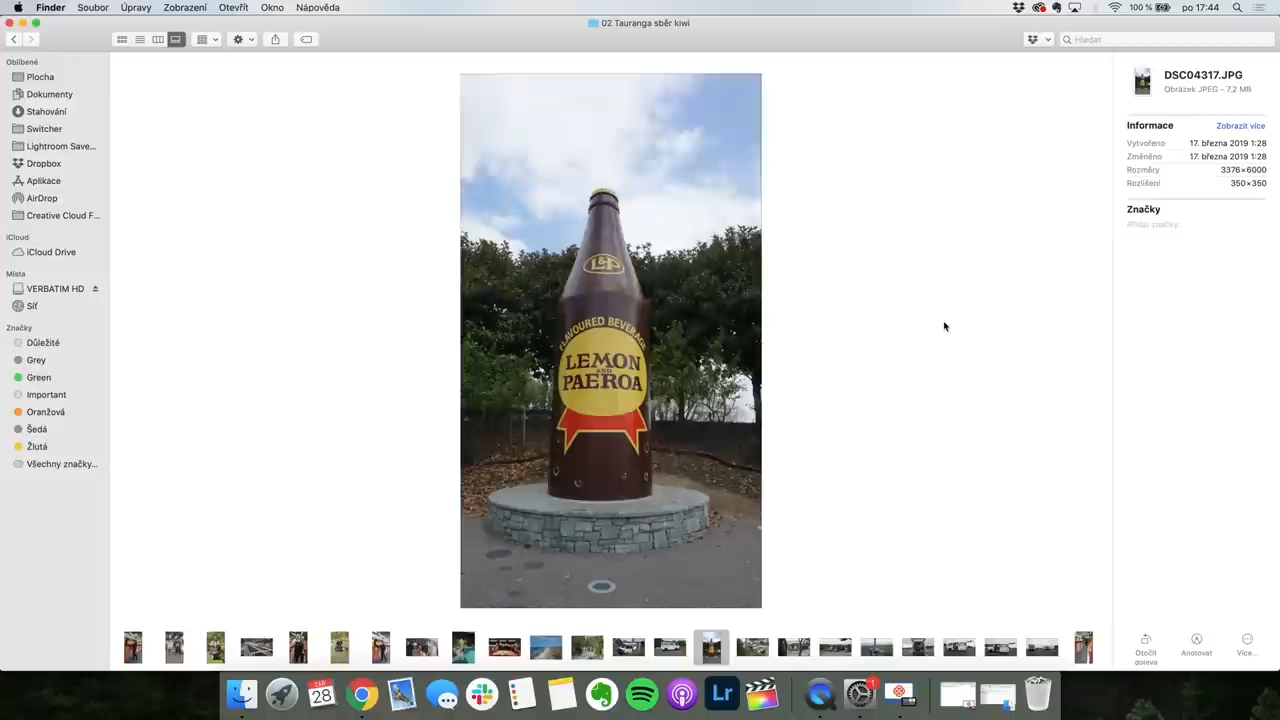 Finder Soubor Úpravy Zobrazení Otevřít Okno Nápověda 100 % po 17:44
02 Tauranga sběr kiwi
Hledat
Oblíbené
Plocha
Dokumenty
Stahování
Switcher
Lightroom Save...
Dropbox
Aplikace
AirDrop
Creative Cloud F...
iCloud
iCloud Drive
Místa
VERBATIM HD
Síť
Značky
Důležité
Grey
Green
Important
Oranžová
Šedá
Žlutá
Všechny značky...
L&P
FLAVOURED BEVERAGE
LEMON
AND
PAEROA
DSC04317.JPG
Obrázek JPEG – 7,2 MB
Informace Zobrazit více
Vytvořeno 17. března 2019 1:28
Změněno 17. března 2019 1:28
Rozměry 3376×6000
Rozlišení 350×350
Značky
Přidat značky...
Otočit
doleva
Anotovat
Více...
ZÁŘ
28
1
Lr